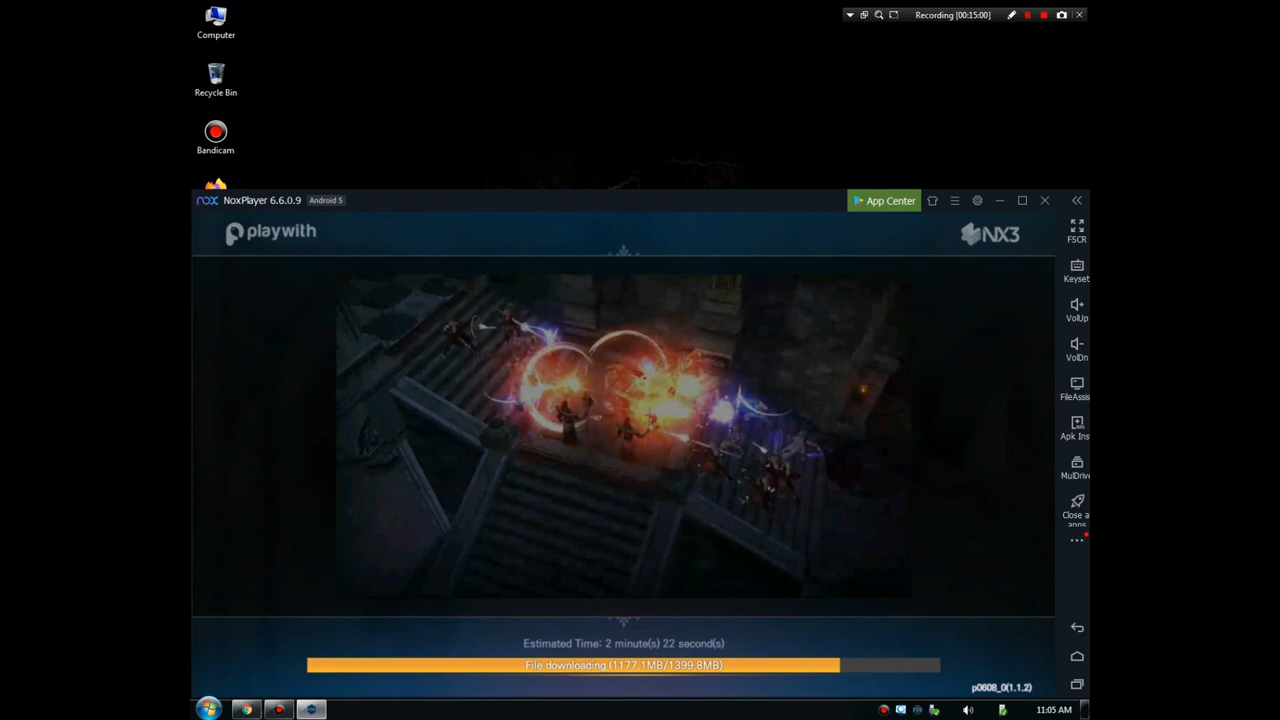 Computer
Recording [00:15:00]
Recycle Bin
Bandicam
nox NoxPlayer 6.6.0.9 Android 5
App Center
playwith
NX3
FSCR
Keyset
VolUp
VolDn
FileAssis
Apk Ins
MulDrive
Close a
apps
Estimated Time: 2 minute(s) 22 second(s)
File downloading (1177.1MB/1399.8MB)
p0608_0(1.1.2)
11:05 AM